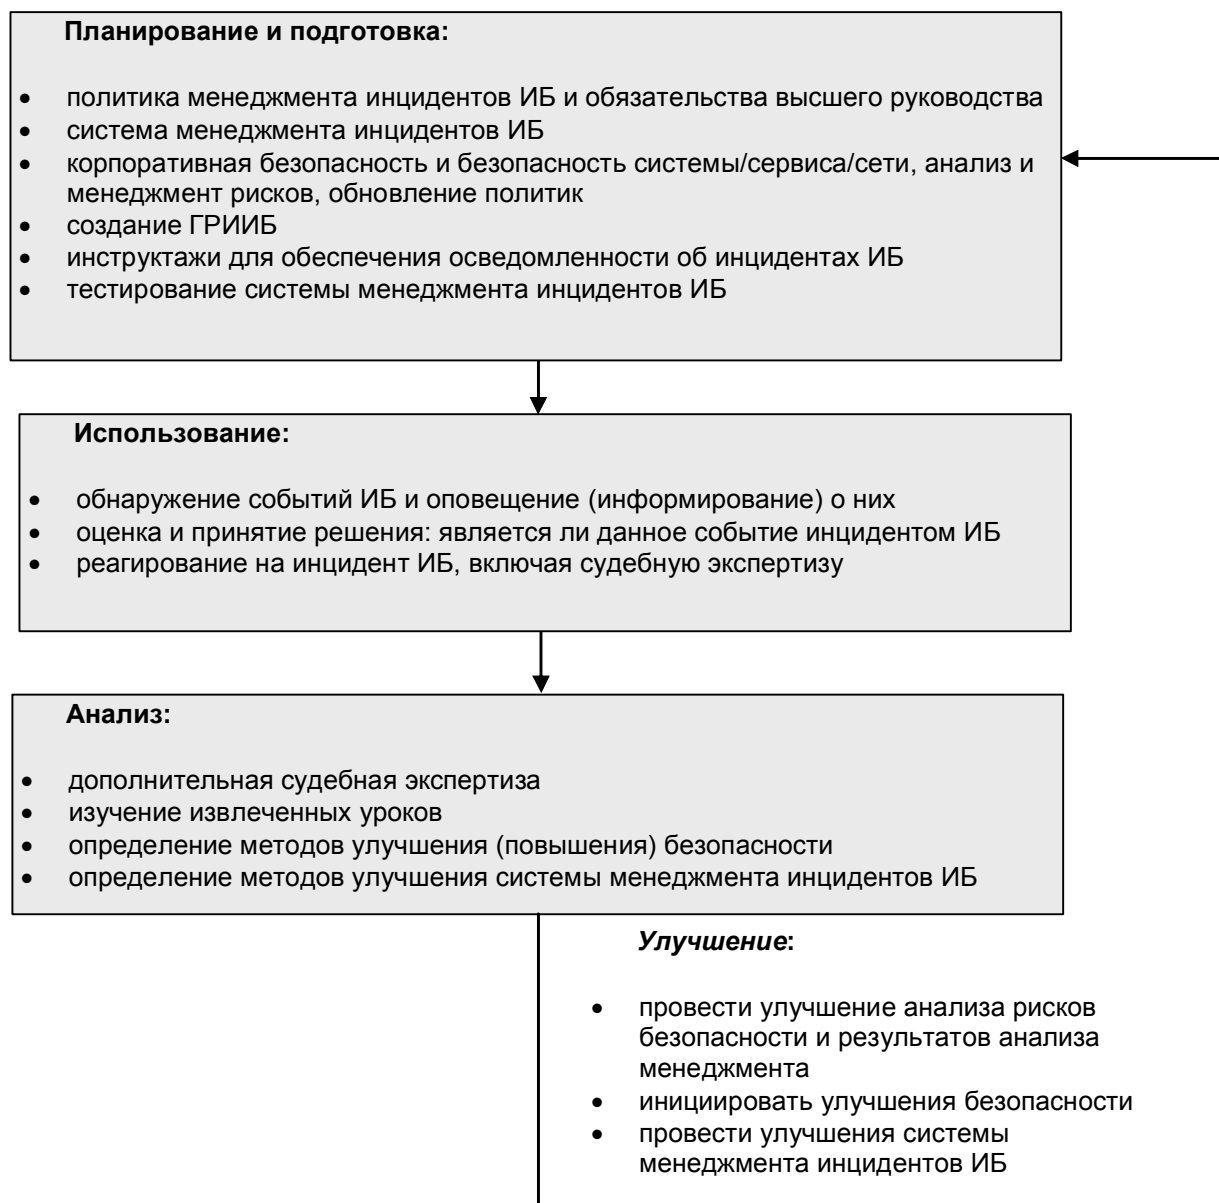 Планирование и подготовка:
• политика менеджмента инцидентов ИБ и обязательства высшего руководства
• система менеджмента инцидентов ИБ
• корпоративная безопасность и безопасность системы/сервиса/сети, анализ и
менеджмент рисков, обновление политик
• создание ГРИИБ
• инструктажи для обеспечения осведомленности об инцидентах ИБ
• тестирование системы менеджмента инцидентов ИБ
Использование:
• обнаружение событий ИБ и оповещение (информирование) о них
• оценка и принятие решения: является ли данное событие инцидентом ИБ
• реагирование на инцидент ИБ, включая судебную экспертизу
Анализ:
• дополнительная судебная экспертиза
• изучение извлеченных уроков
• определение методов улучшения (повышения) безопасности
• определение методов улучшения системы менеджмента инцидентов ИБ
Улучшение:
• провести улучшение анализа рисков
безопасности и результатов анализа
менеджмента
• инициировать улучшения безопасности
• провести улучшения системы
менеджмента инцидентов ИБ